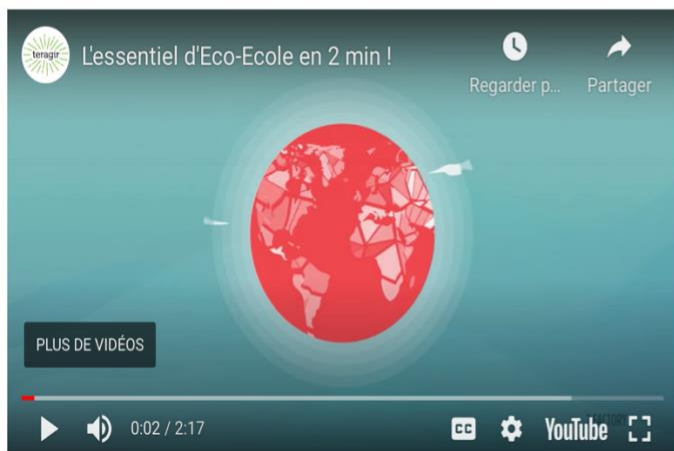 teragir
L'essentiel d'Eco-Ecole en 2 min !
Regarder p...
Partager
PLUS DE VIDÉOS
0:02 / 2:17
CC
YouTube